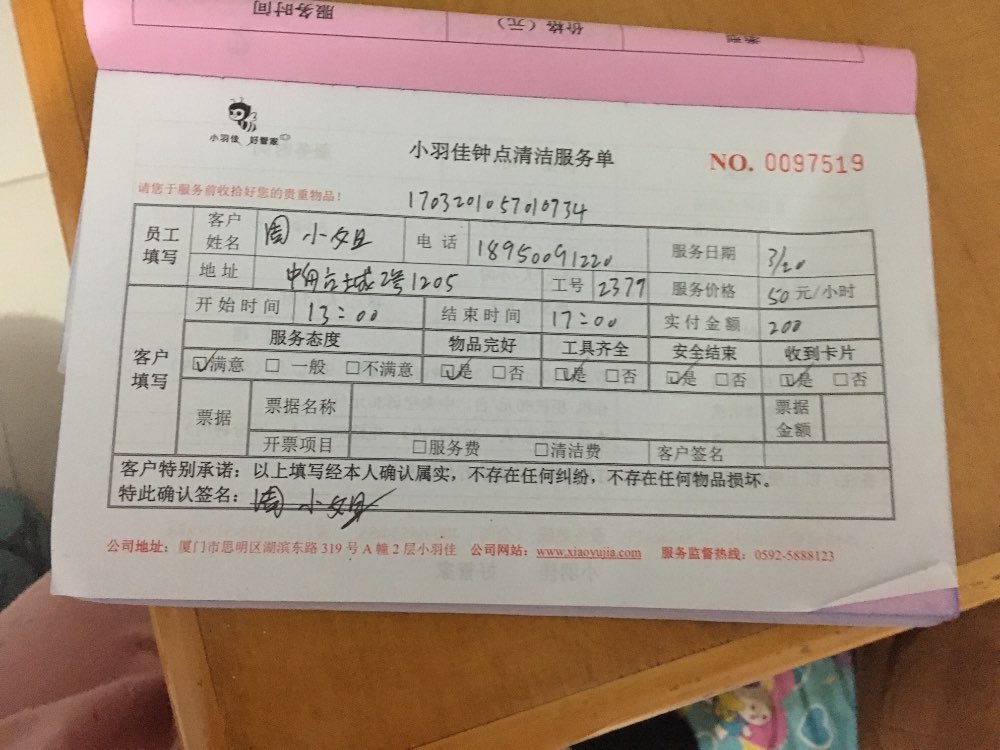 服务时间 价格（元） 类型
小羽佳 好管家
小羽佳钟点清洁服务单 NO. 0097519
请您于服务前收拾好您的贵重物品！
1703201057010734
员工填写 客户姓名 周小姐 电话 18950091220 服务日期 3/20
地址 城2号1205 工号 2377 服务价格 50元/小时
客户填写 开始时间 13:00 结束时间 17:00 实付金额 200
服务态度 物品完好 工具齐全 安全结束 收到卡片
☑满意 □一般 □不满意 ☑是 □否 ☑是 □否 ☑是 □否 ☑是 □否
票据 票据名称 票据金额
开票项目 □服务费 □清洁费 客户签名
客户特别承诺：以上填写经本人确认属实，不存在任何纠纷，不存在任何物品损坏。
特此确认签名：周小姐
公司地址：厦门市思明区湖滨东路319号A幢2层小羽佳 公司网站：www.xiaoyujia.com 服务监督热线：0592-5888123